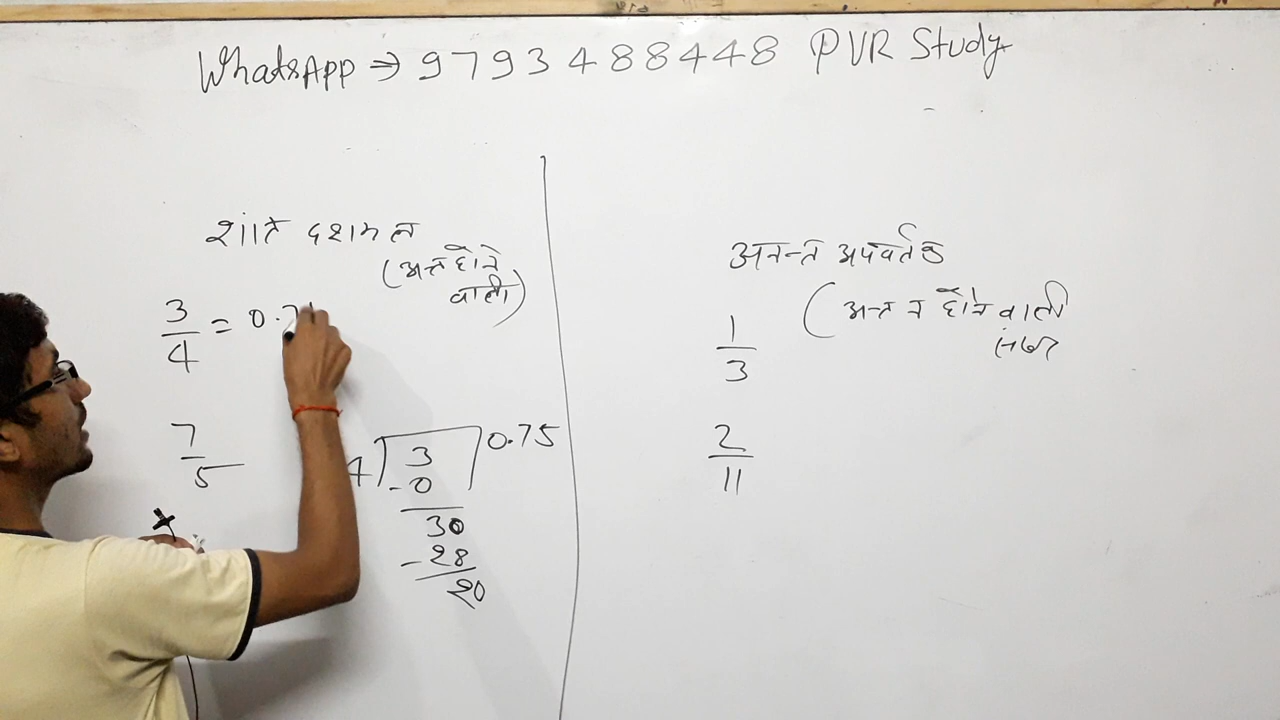 WhatsApp → 9793488448 PVR Study
शांत दशमलव
(अन्त होने
वाली)
3/4 = 0.7
7/5
4) 3 0.75
-0
30
-28
20
अनन्त अपवर्तक
(अन्त न होने वाली
1/3
2/11